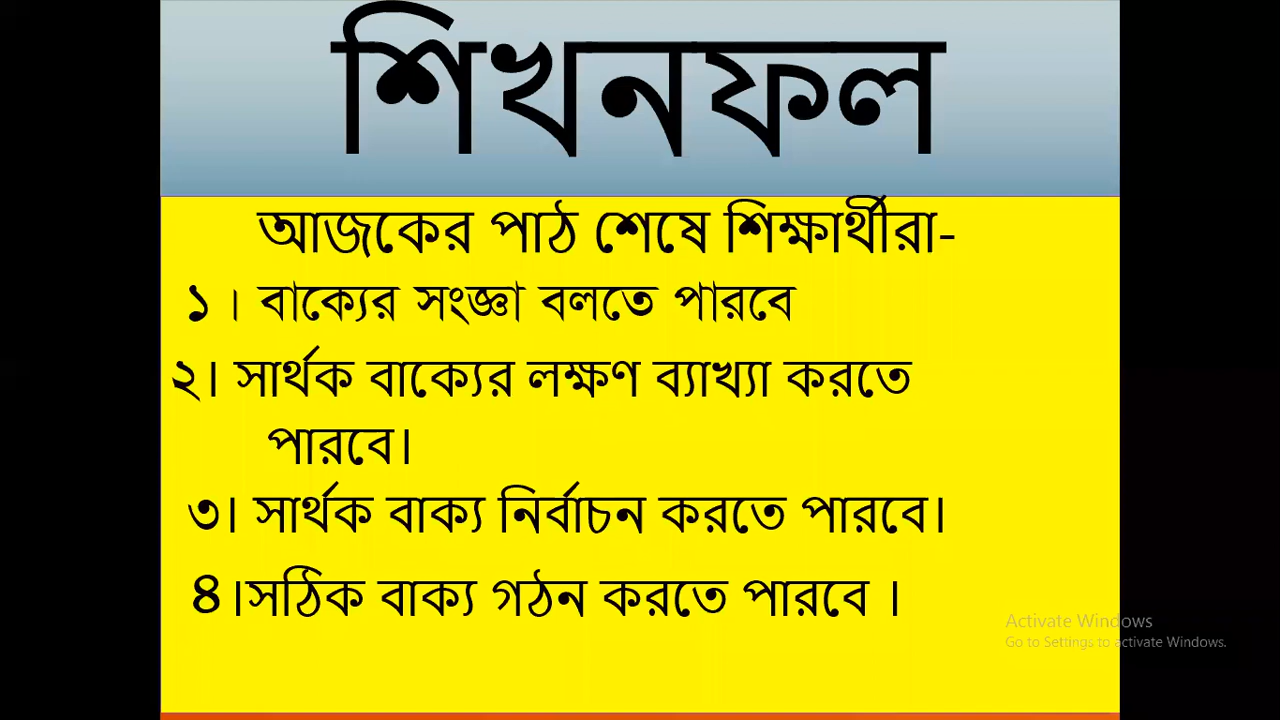 শিখনফল
আজকের পাঠ শেষে শিক্ষার্থীরা-
১ । বাক্যের সংজ্ঞা বলতে পারবে
২। সার্থক বাক্যের লক্ষণ ব্যাখ্যা করতে
পারবে।
৩। সার্থক বাক্য নির্বাচন করতে পারবে।
৪।সঠিক বাক্য গঠন করতে পারবে ।
Activate Windows
Go to Settings to activate Windows.